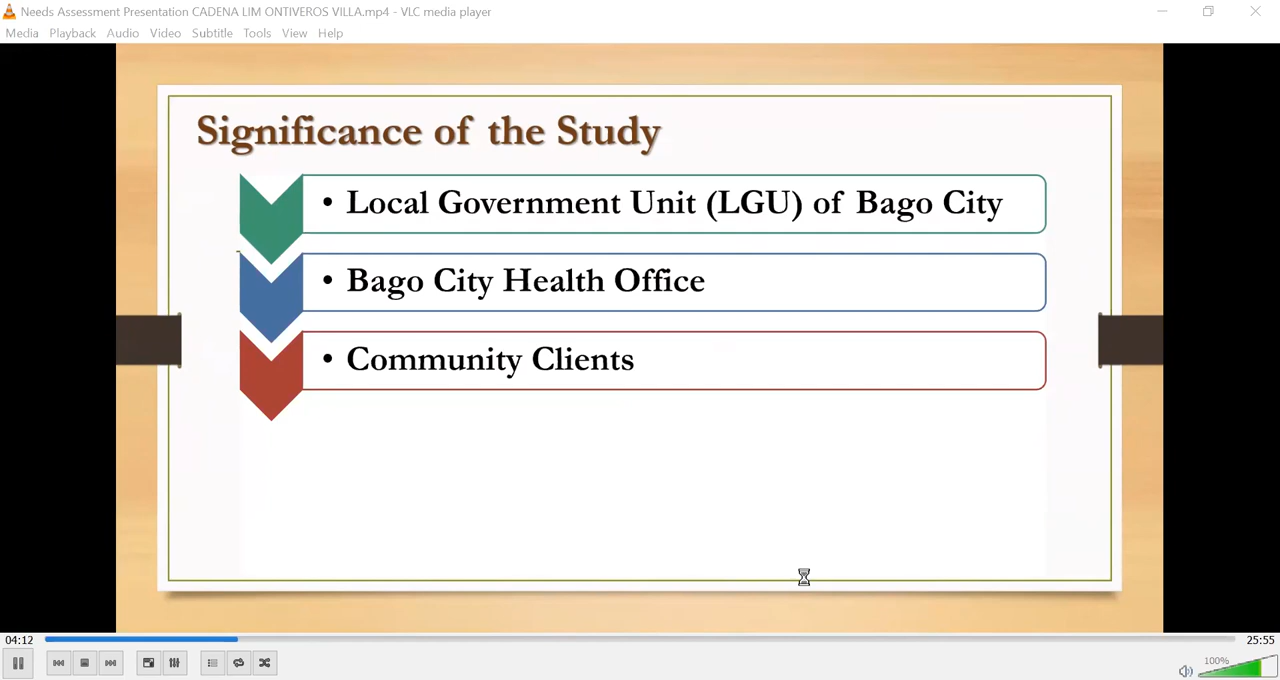 Needs Assessment Presentation CADENA LIM ONTIVEROS VILLA.mp4 - VLC media player
Media Playback Audio Video Subtitle Tools View Help
Significance of the Study
• Local Government Unit (LGU) of Bago City
• Bago City Health Office
• Community Clients
04:12 25:55
100%